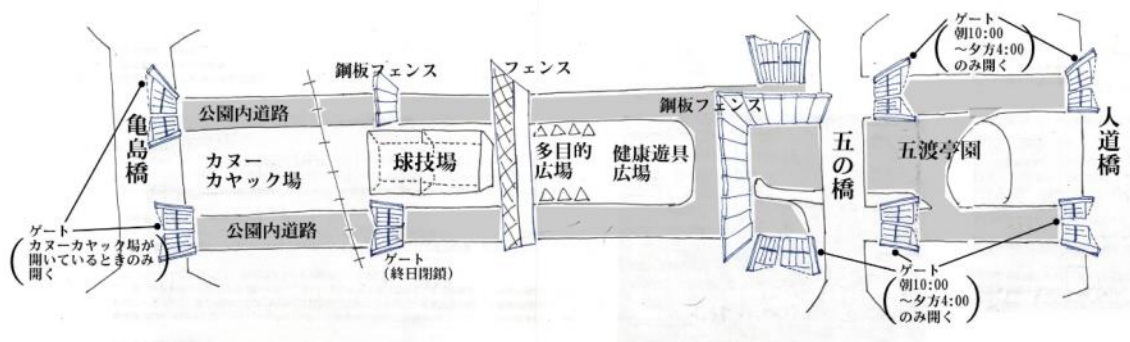 亀島橋
ゲート
(カヌーカヤック場が
開いているときのみ
開く)
公園内道路
カヌー
カヤック場
公園内道路
鋼板フェンス
球技場
ゲート
(終日閉鎖)
フェンス
多目的
広場
健康遊具
広場
鋼板フェンス
五の橋
ゲート
(朝10:00
~夕方4:00
のみ開く)
五渡亭園
人道橋
ゲート
(朝10:00
~夕方4:00
のみ開く)